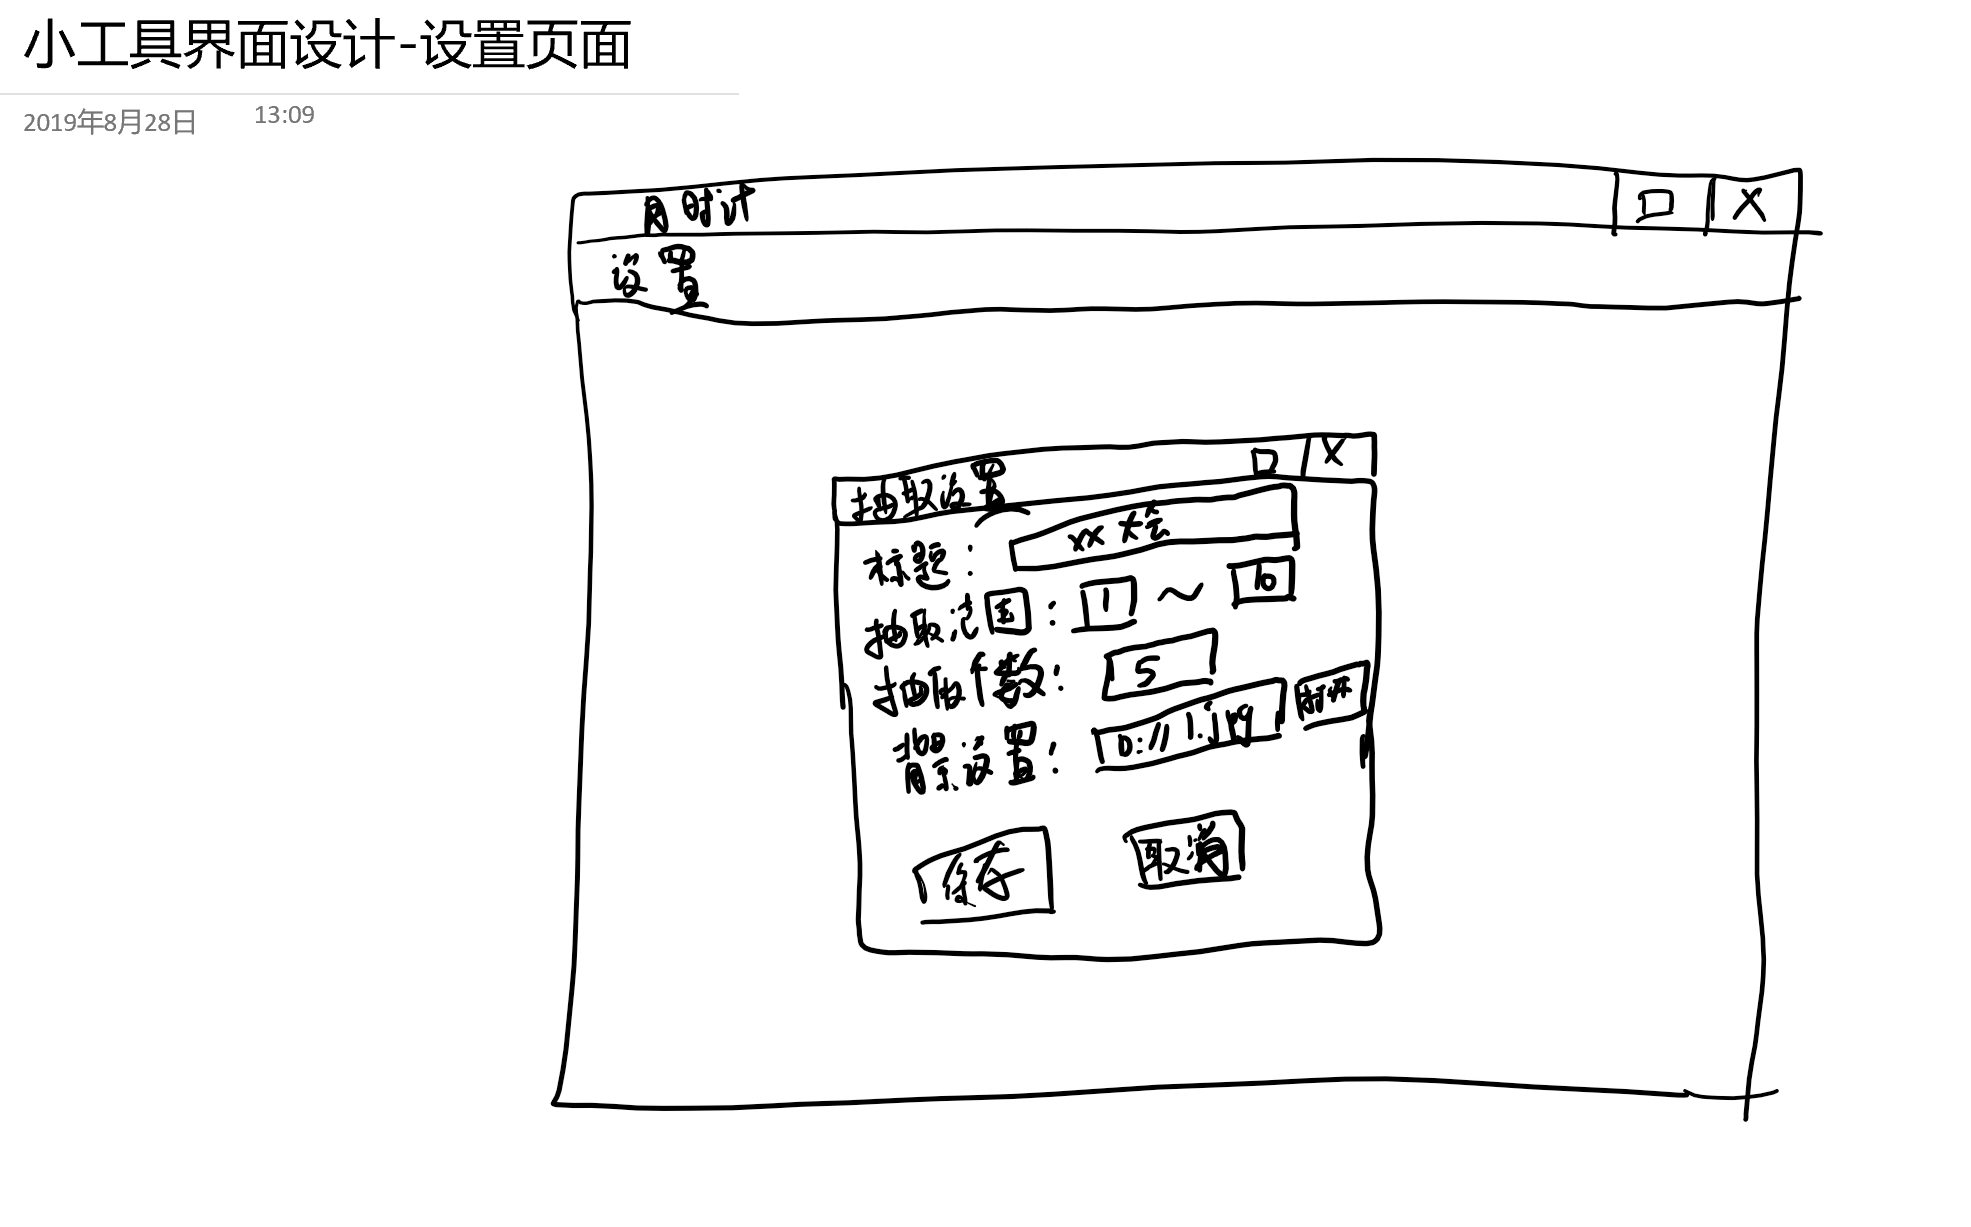 小工具界面设计-设置页面
2019年8月28日 13:09
时计
设置
抽取设置
标题： xx大会
抽取范围： 1 ～ 10
抽取个数： 5
背景设置： D:// 1.jpg 打开
保存 取消